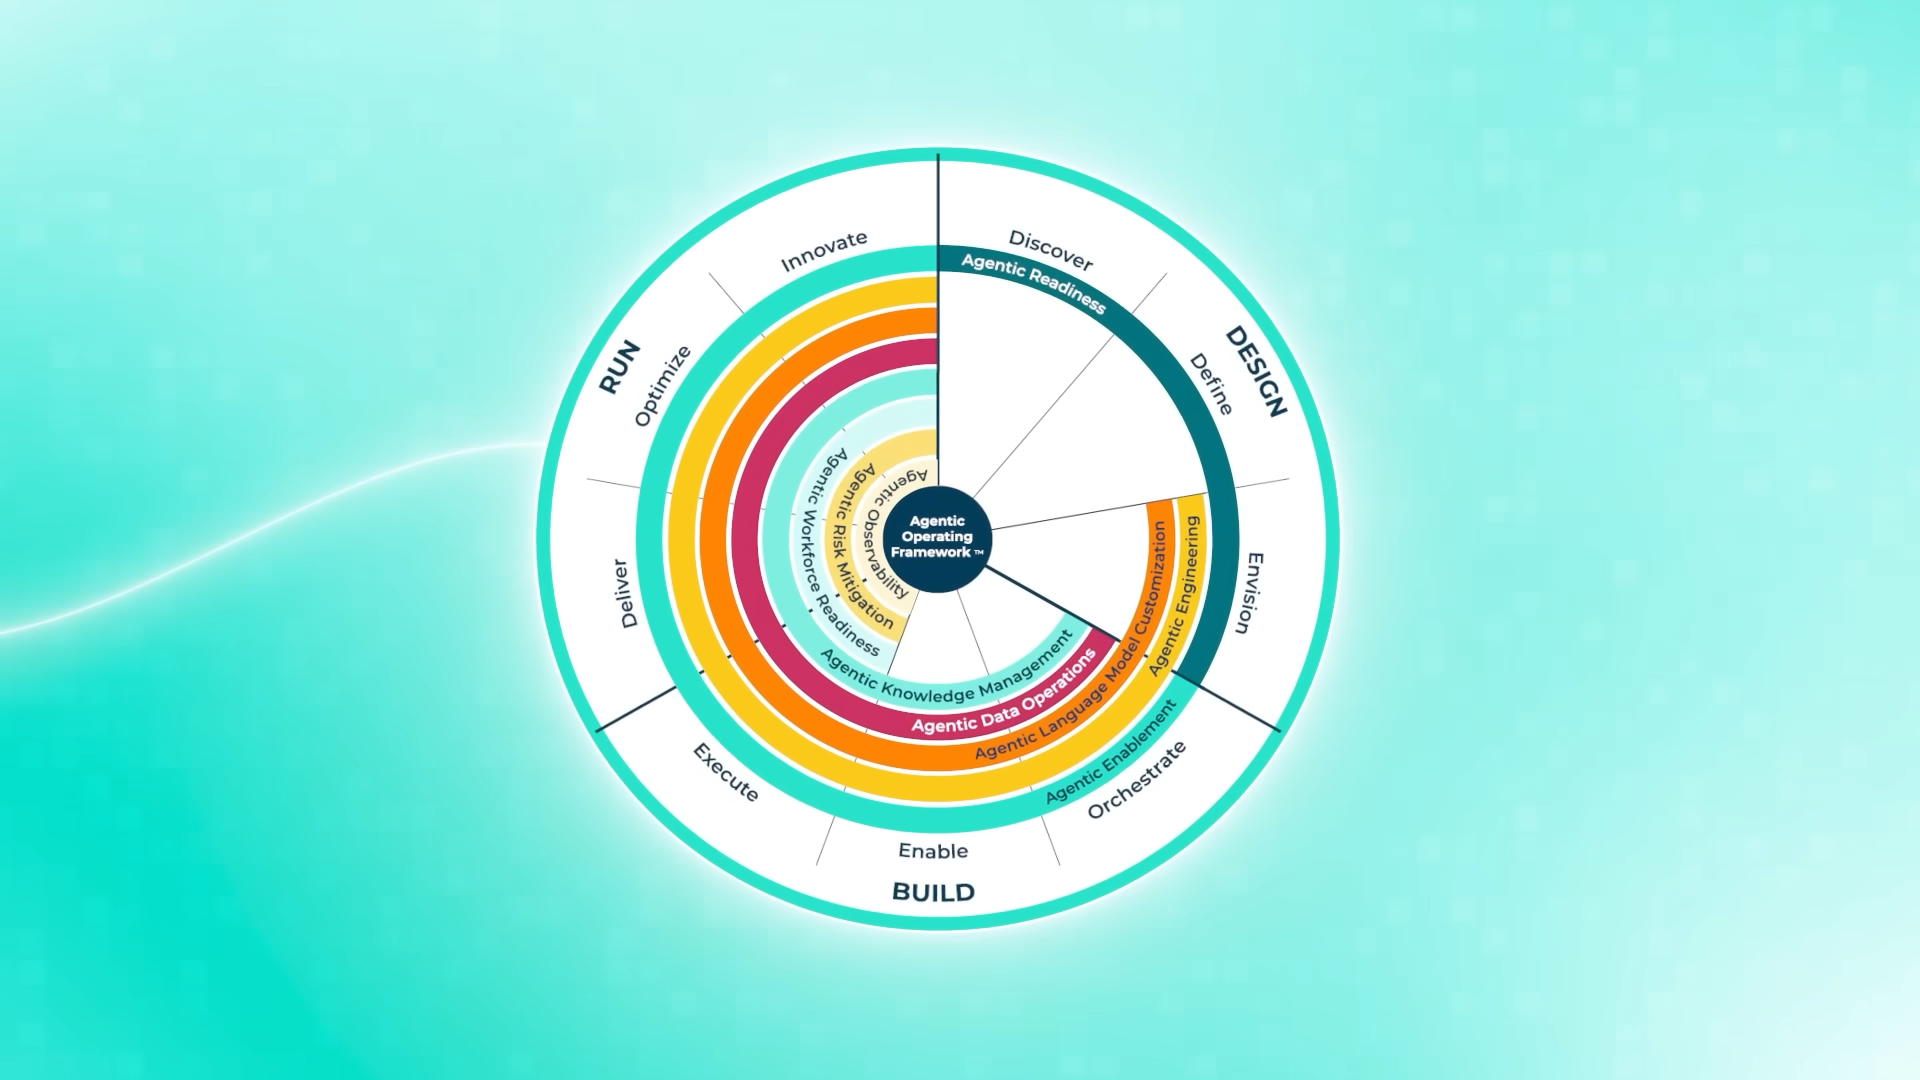 DESIGN
Discover
Define
Envision
BUILD
Orchestrate
Enable
Execute
RUN
Deliver
Optimize
Innovate
Agentic Readiness
Agentic Enablement
Agentic Engineering
Agentic Language Model Customization
Agentic Data Operations
Agentic Knowledge Management
Agentic Workforce Readiness
Agentic Risk Mitigation
Agentic Observability
Agentic
Operating
Framework ™